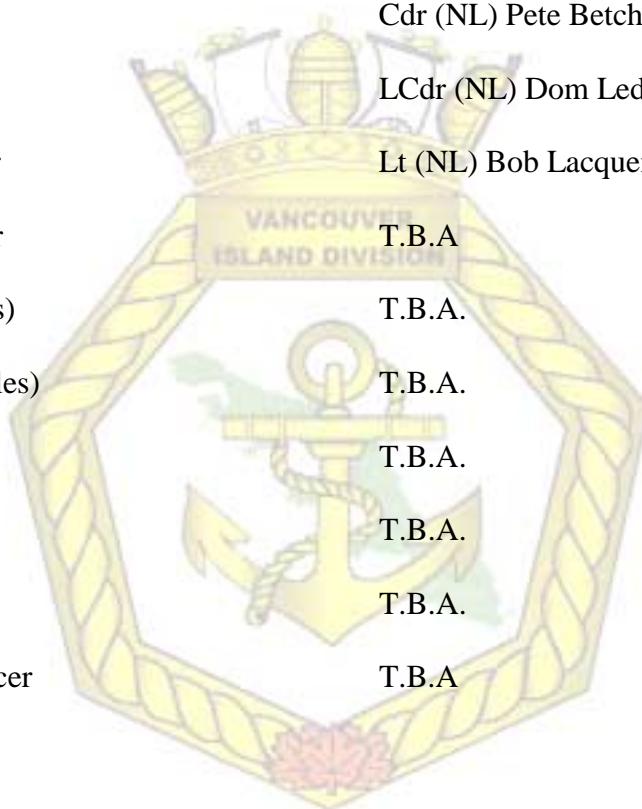 Cdr (NL) Pete Betch
LCdr (NL) Dom Led
r Lt (NL) Bob Lacque
VANCOUVER
ISLAND DIVISION
r T.B.A
s) T.B.A.
les) T.B.A.
T.B.A.
T.B.A.
T.B.A.
cer T.B.A